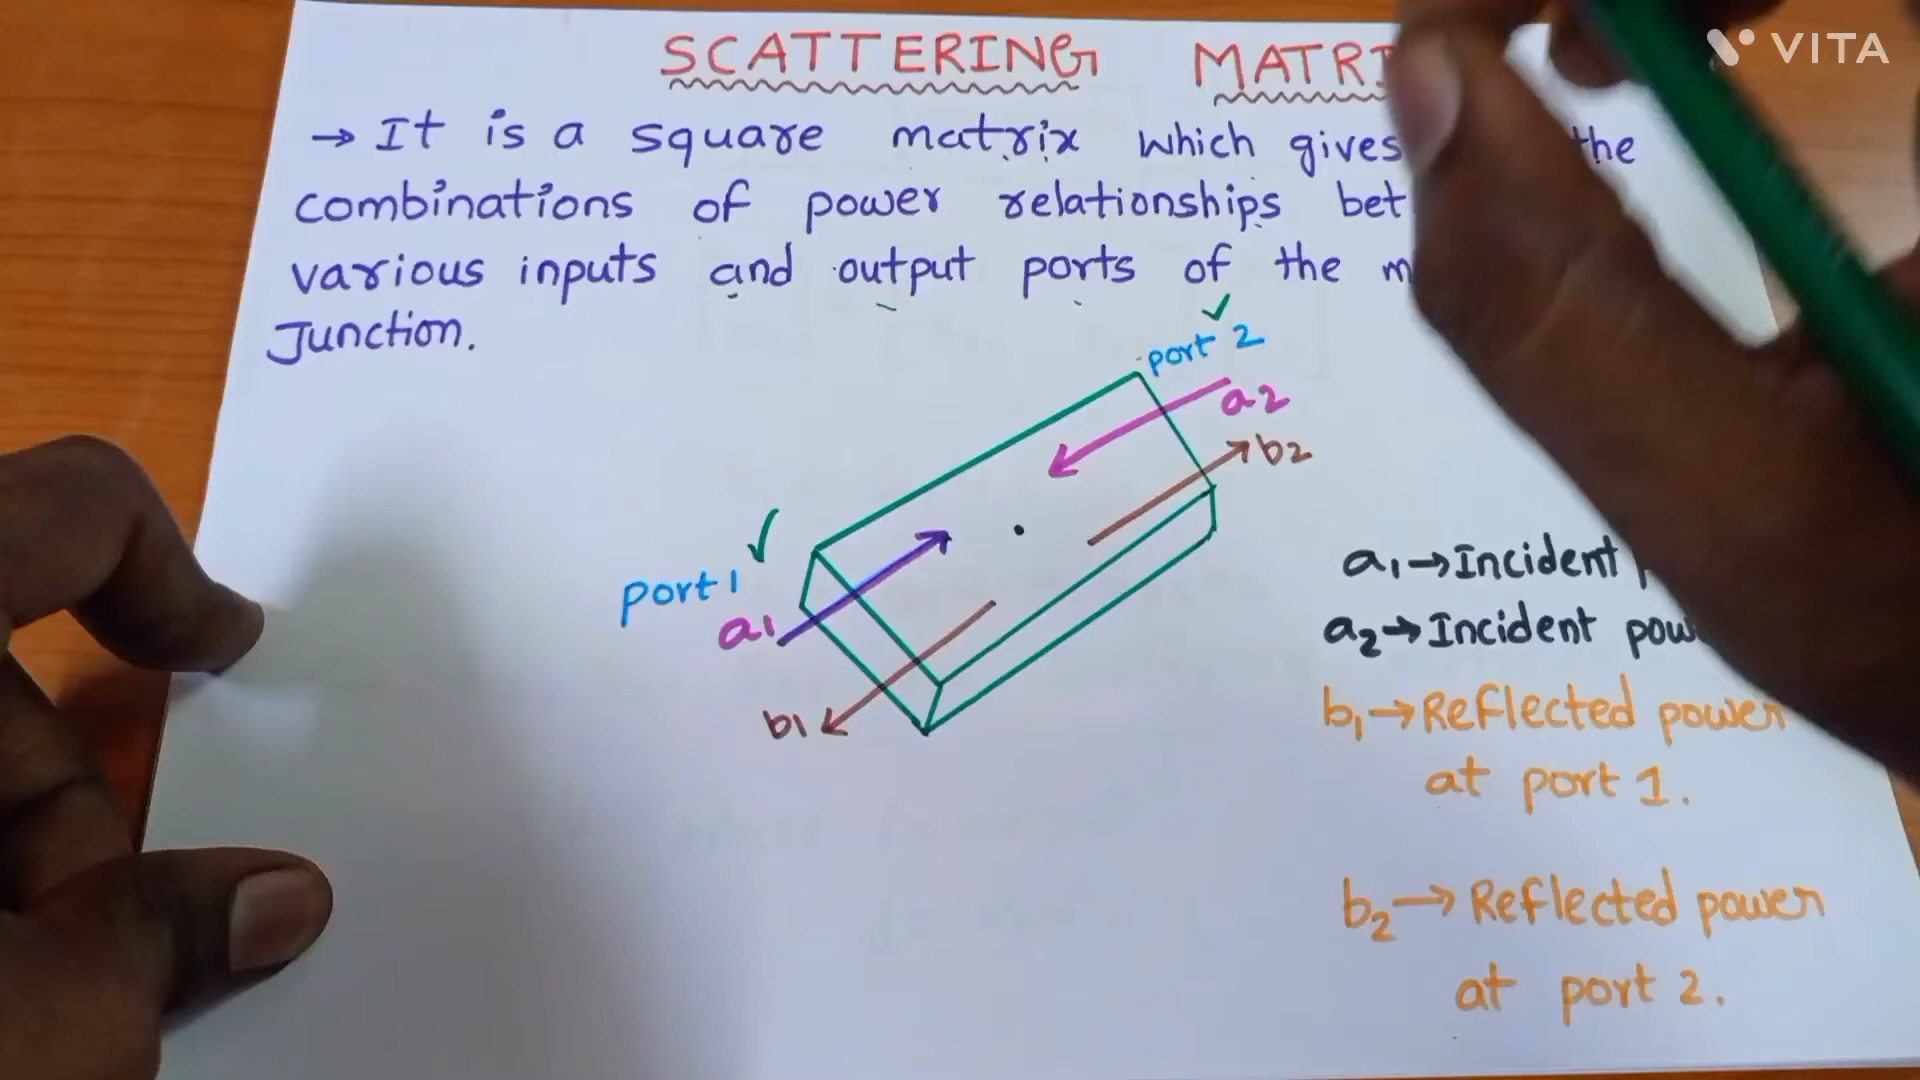 SCATTERING
VITA
→ It is a square matrix which gives the
combinations of power relationships
various inputs and output ports of the
Junction.
port 2
a2
b2
port 1
a1
b1
a₁→Incident
a₂→Incident
b₁→Reflected power
at port 1.
b₂→Reflected power
at port 2.